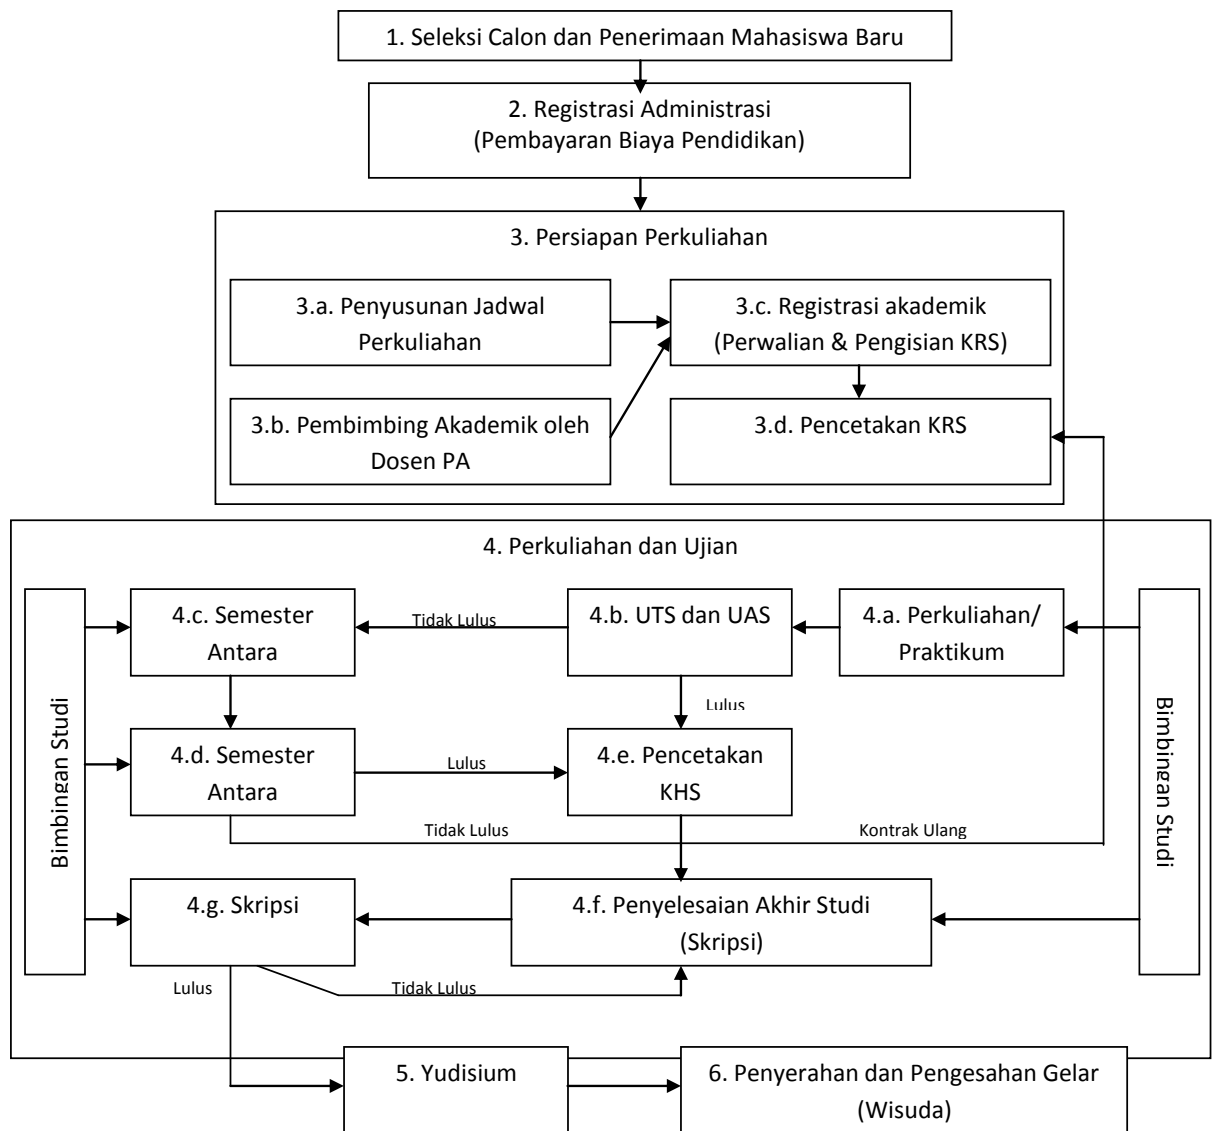 1. Seleksi Calon dan Penerimaan Mahasiswa Baru
2. Registrasi Administrasi
(Pembayaran Biaya Pendidikan)
3. Persiapan Perkuliahan
3.a. Penyusunan Jadwal
Perkuliahan
3.c. Registrasi akademik
(Perwalian & Pengisian KRS)
3.b. Pembimbing Akademik oleh
Dosen PA
3.d. Pencetakan KRS
4. Perkuliahan dan Ujian
Bimbingan Studi
4.c. Semester
Antara
Tidak Lulus
4.b. UTS dan UAS
4.a. Perkuliahan/
Praktikum
Bimbingan Studi
Lulus
4.d. Semester
Antara
Lulus
4.e. Pencetakan
KHS
Tidak Lulus
Kontrak Ulang
4.g. Skripsi
4.f. Penyelesaian Akhir Studi
(Skripsi)
Lulus
Tidak Lulus
5. Yudisium
6. Penyerahan dan Pengesahan Gelar
(Wisuda)